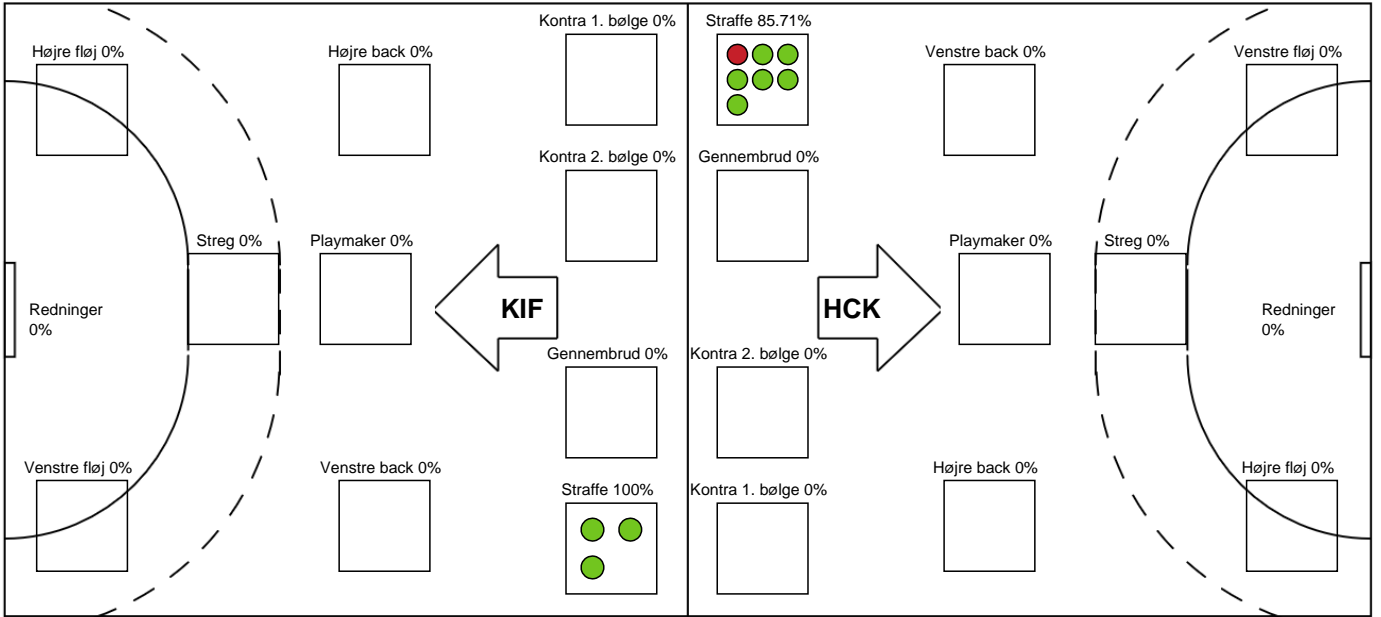 Kontra 1. bølge 0%
Straffe 85.71%
Højre fløj 0%
Højre back 0%
Venstre back 0%
Venstre fløj 0%
Kontra 2. bølge 0%
Gennembrud 0%
Streg 0%
Playmaker 0%
Playmaker 0%
Streg 0%
Redninger
0%
KIF
HCK
Redninger
0%
Gennembrud 0%
Kontra 2. bølge 0%
Venstre fløj 0%
Venstre back 0%
Højre back 0%
Højre fløj 0%
Straffe 100%
Kontra 1. bølge 0%